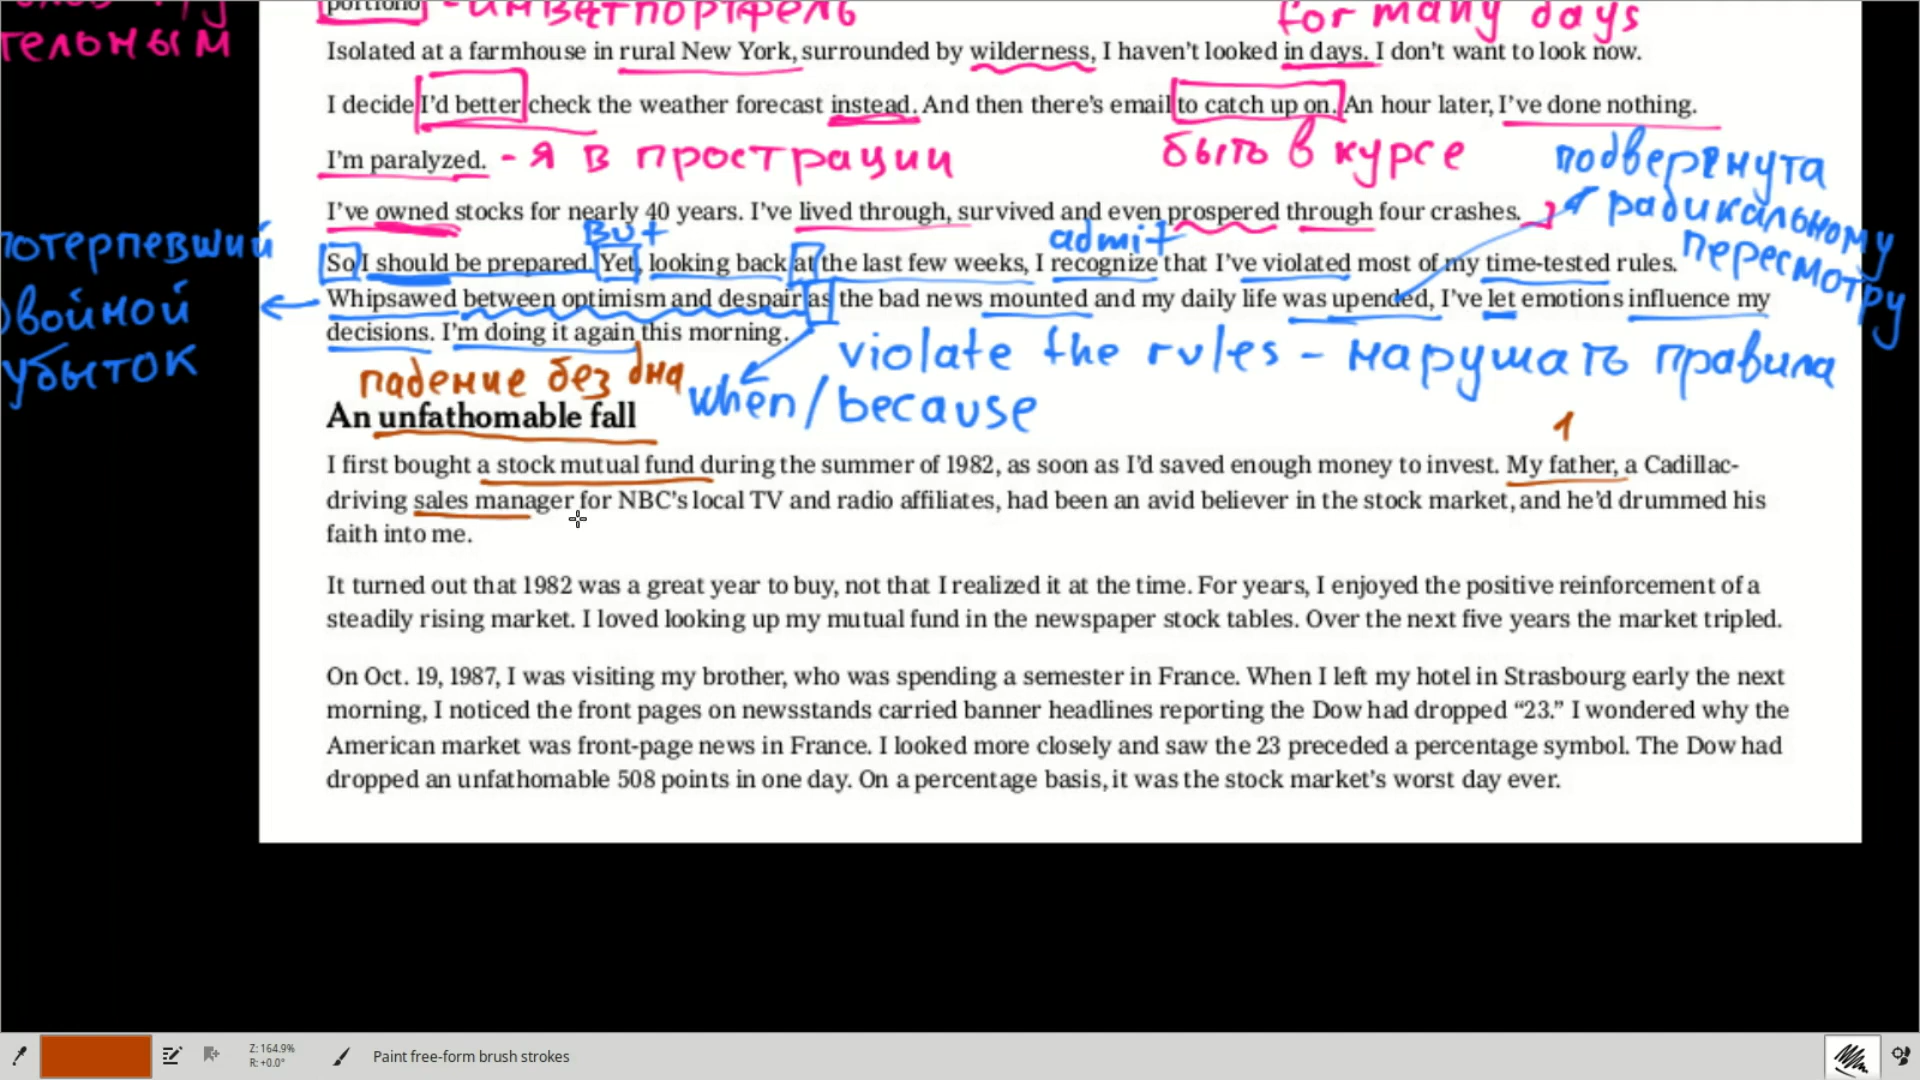 portfolio - инветпортфель for many days
тельным
Isolated at a farmhouse in rural New York, surrounded by wilderness, I haven't looked in days. I don't want to look now.
I decide I'd better check the weather forecast instead. And then there's email to catch up on. An hour later, I've done nothing.
I'm paralyzed. - я в прострации быть в курсе
подвергнута
радикальному
пересмотру
I've owned stocks for nearly 40 years. I've lived through, survived and even prospered through four crashes.
But admit
потерпевший
двойной
убыток
So I should be prepared. Yet, looking back at the last few weeks, I recognize that I've violated most of my time-tested rules.
Whipsawed between optimism and despair as the bad news mounted and my daily life was upended, I've let emotions influence my
decisions. I'm doing it again this morning.
violate the rules - нарушать правила
падение без дна
when/because
An unfathomable fall
1
I first bought a stock mutual fund during the summer of 1982, as soon as I'd saved enough money to invest. My father, a Cadillac-
driving sales manager for NBC's local TV and radio affiliates, had been an avid believer in the stock market, and he'd drummed his
faith into me.
It turned out that 1982 was a great year to buy, not that I realized it at the time. For years, I enjoyed the positive reinforcement of a
steadily rising market. I loved looking up my mutual fund in the newspaper stock tables. Over the next five years the market tripled.
On Oct. 19, 1987, I was visiting my brother, who was spending a semester in France. When I left my hotel in Strasbourg early the next
morning, I noticed the front pages on newsstands carried banner headlines reporting the Dow had dropped “23.” I wondered why the
American market was front-page news in France. I looked more closely and saw the 23 preceded a percentage symbol. The Dow had
dropped an unfathomable 508 points in one day. On a percentage basis, it was the stock market's worst day ever.
Z: 164.9%
R: +0.0°
Paint free-form brush strokes